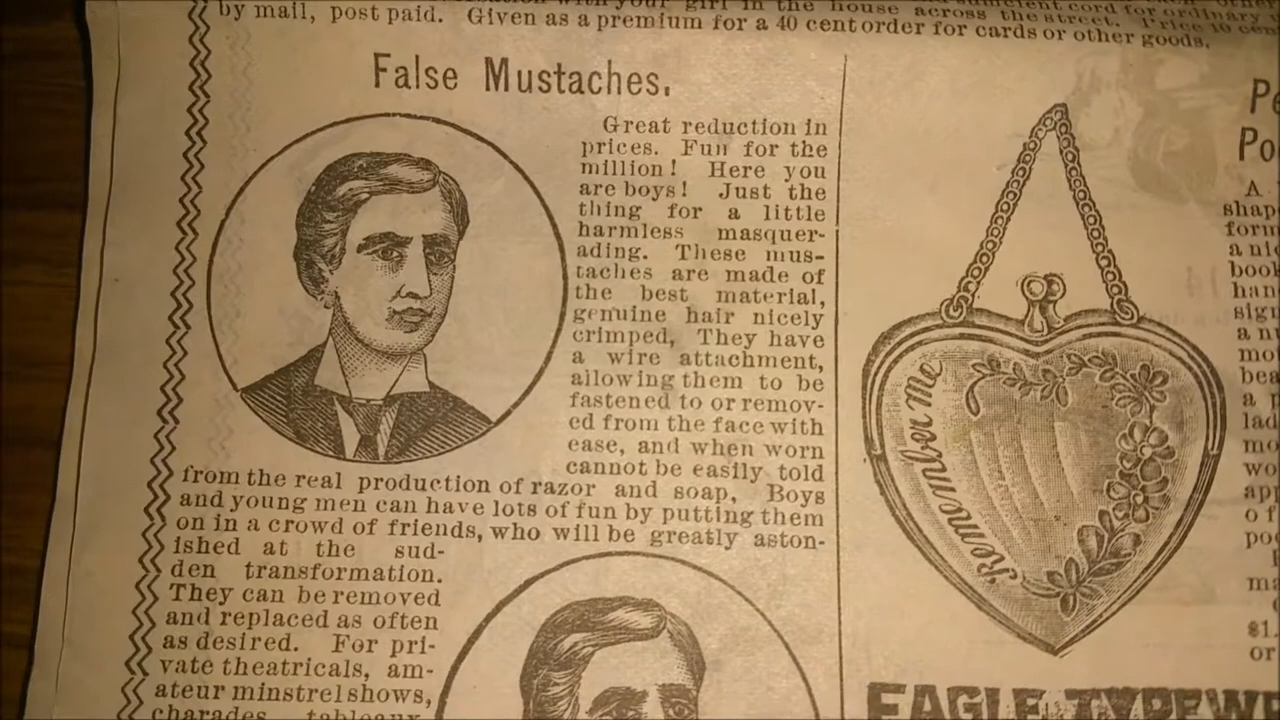 by mail, post paid. Given as a premium for a 40 cent order for cards or other goods.
False Mustaches.
Great reduction in
prices. Fun for the
million! Here you
are boys! Just the
thing for a little
harmless masquer-
ading. These mus-
taches are made of
the best material,
genuine hair nicely
crimped, They have
a wire attachment,
allowing them to be
fastened to or remov-
ed from the face with
ease, and when worn
cannot be easily told
from the real production of razor and soap, Boys
and young men can have lots of fun by putting them
on in a crowd of friends, who will be greatly aston-
ished at the sud-
den transformation.
They can be removed
and replaced as often
as desired. For pri-
vate theatricals, am-
ateur minstrel shows,
charades, tableaux
Remember Me
EAGLE TYPEWR